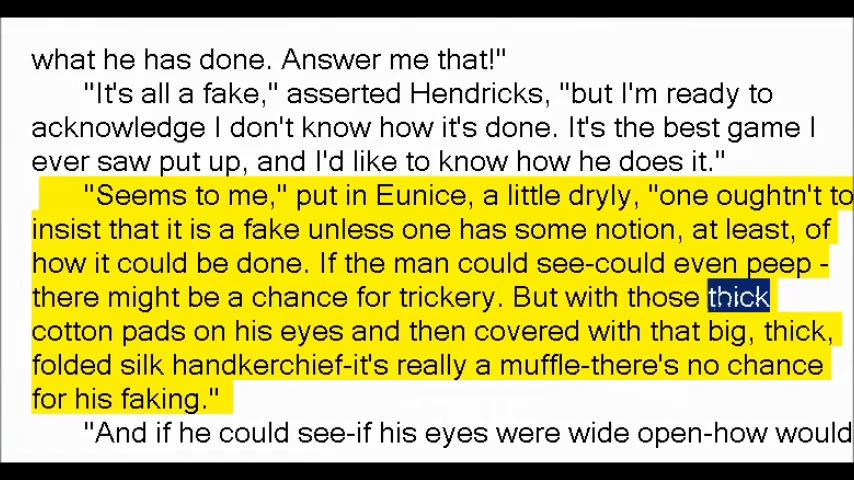 what he has done. Answer me that!"
"It's all a fake," asserted Hendricks, "but I'm ready to
acknowledge I don't know how it's done. It's the best game I
ever saw put up, and I'd like to know how he does it."
"Seems to me," put in Eunice, a little dryly, "one oughtn't to
insist that it is a fake unless one has some notion, at least, of
how it could be done. If the man could see-could even peep -
there might be a chance for trickery. But with those thick
cotton pads on his eyes and then covered with that big, thick,
folded silk handkerchief-it's really a muffle-there's no chance
for his faking."
"And if he could see-if his eyes were wide open-how would